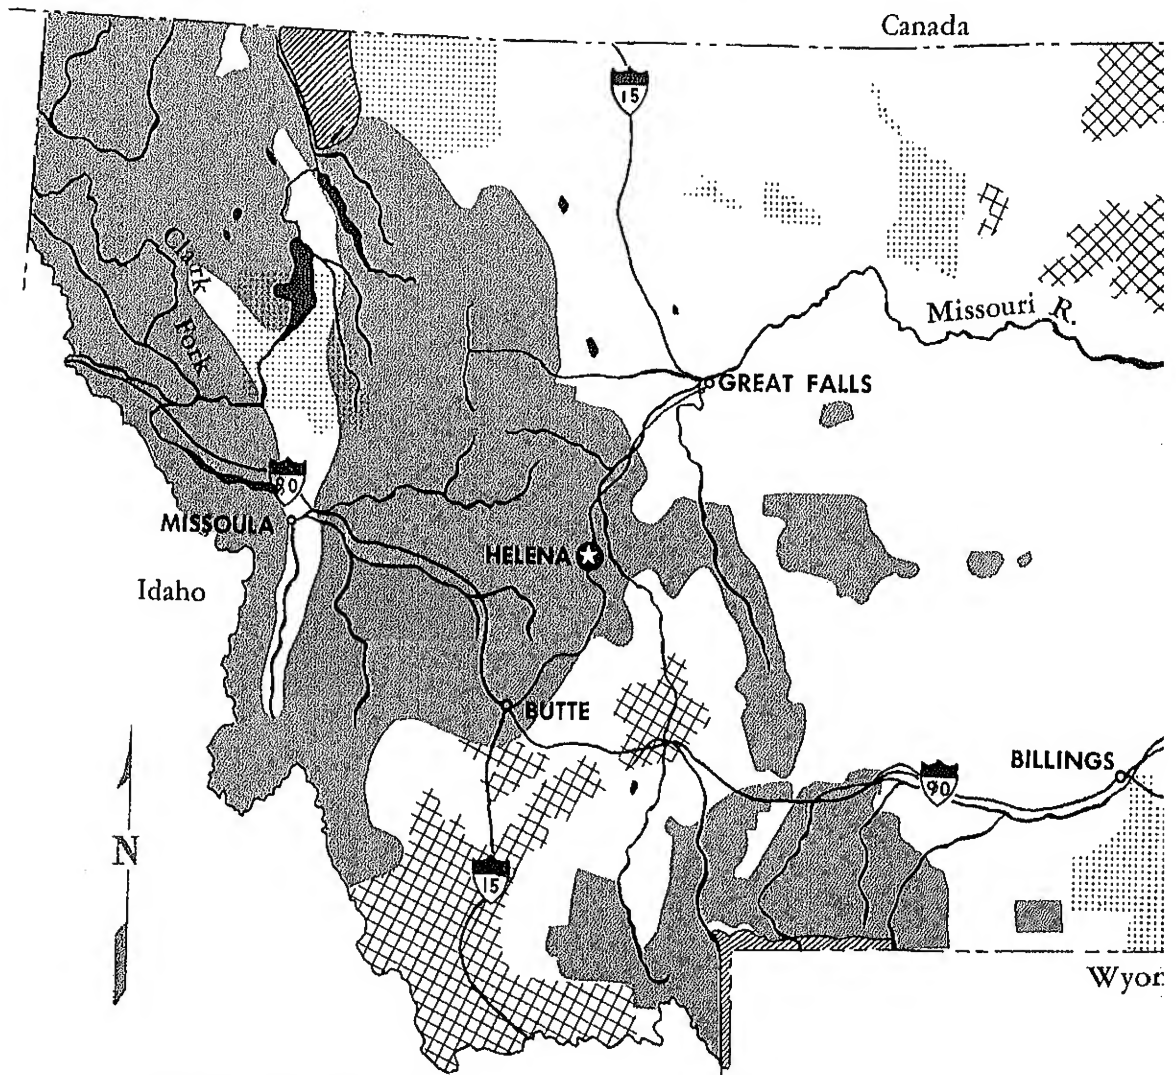 Canada
15
Clark
Fork
Missouri R.
GREAT FALLS
90
MISSOULA
HELENA
Idaho
BUTTE
BILLINGS
90
N
15
Wyon